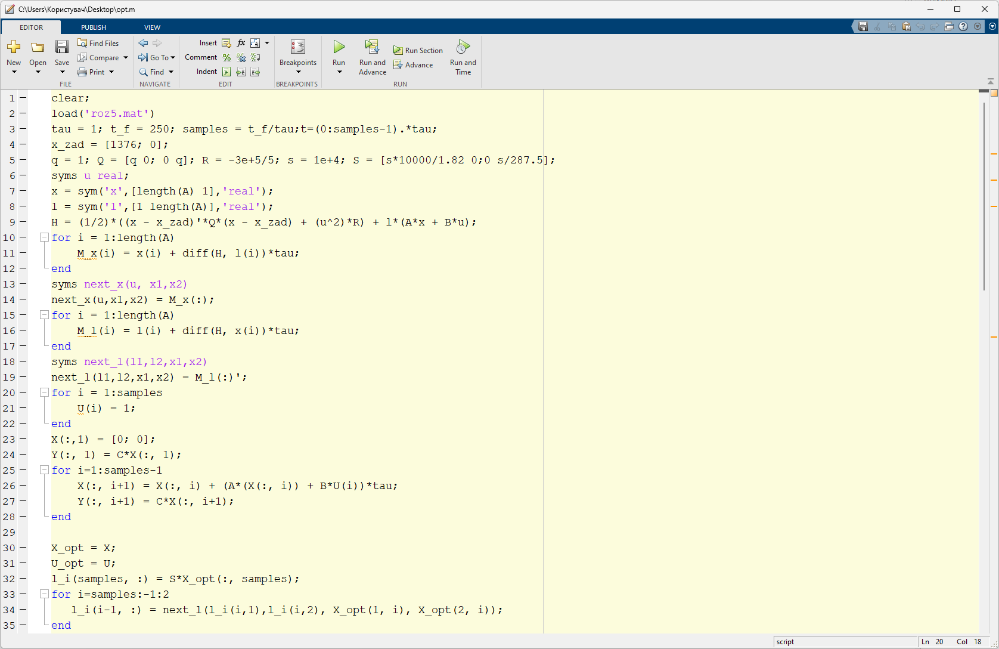 C:\Users\Користувач\Desktop\opt.m
EDITOR PUBLISH VIEW
New Open Save Find Files Compare Print
FILE
Go To Find
NAVIGATE
Insert fx
Comment
Indent
EDIT
Breakpoints
BREAKPOINTS
Run Run and Advance Run Section Advance Run and Time
RUN
1 clear;
2 load('roz5.mat')
3 tau = 1; t_f = 250; samples = t_f/tau;t=(0:samples-1).*tau;
4 x_zad = [1376; 0];
5 q = 1; Q = [q 0; 0 q]; R = -3e+5/5; s = 1e+4; S = [s*10000/1.82 0;0 s/287.5];
6 syms u real;
7 x = sym('x',[length(A) 1],'real');
8 l = sym('l',[1 length(A)],'real');
9 H = (1/2)*((x - x_zad)'*Q*(x - x_zad) + (u^2)*R) + l*(A*x + B*u);
10 for i = 1:length(A)
11 M_x(i) = x(i) + diff(H, l(i))*tau;
12 end
13 syms next_x(u, x1,x2)
14 next_x(u,x1,x2) = M_x(:);
15 for i = 1:length(A)
16 M_l(i) = l(i) + diff(H, x(i))*tau;
17 end
18 syms next_l(l1,l2,x1,x2)
19 next_l(l1,l2,x1,x2) = M_l(:)';
20 for i = 1:samples
21 U(i) = 1;
22 end
23 X(:,1) = [0; 0];
24 Y(:, 1) = C*X(:, 1);
25 for i=1:samples-1
26 X(:, i+1) = X(:, i) + (A*(X(:, i)) + B*U(i))*tau;
27 Y(:, i+1) = C*X(:, i+1);
28 end
29
30 X_opt = X;
31 U_opt = U;
32 l_i(samples, :) = S*X_opt(:, samples);
33 for i=samples:-1:2
34 l_i(i-1, :) = next_l(l_i(i,1),l_i(i,2), X_opt(1, i), X_opt(2, i));
35 end
script Ln 20 Col 18